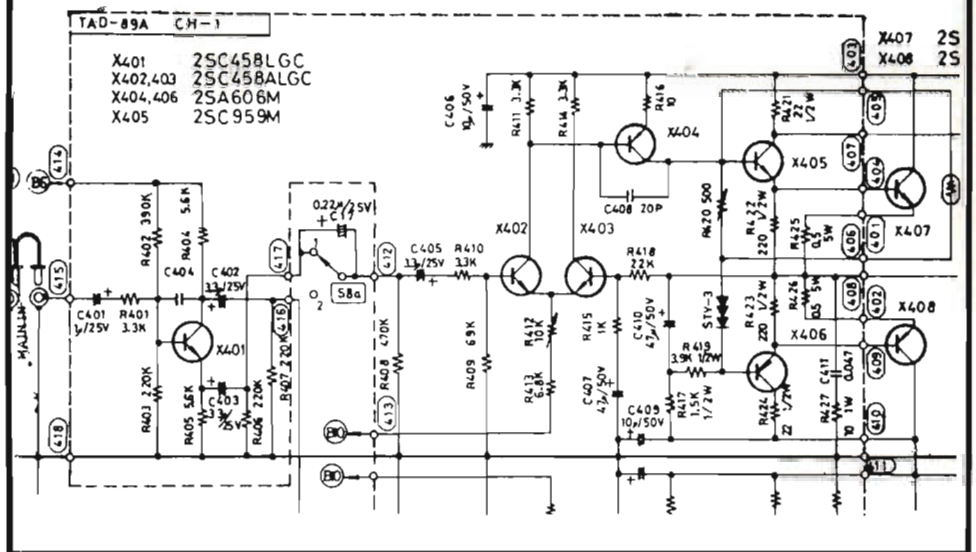 TAD-89A CH-1
X401 2SC458LGC
X402,403 2SC458ALGC
X404,406 2SA606M
X405 2SC959M
X407 2S
X408 2S
403
405
407
404
401
406
408
402
409
410
411
414
415
416
417
418
412
413
B6
B10
B10
MAIN IN
C401
1μ/25V
R401
3.3K
R402 390K
R404 5.6K
C404
C402
3.3/25V
X401
R403 220K
R405 5.6K
C403
3.3
/25V
R406 220K
R407 220K
0.22μ/25V
C417
1
2
S8a
C405
3.3/25V
R410
3.3K
R408 470K
R409 69K
C406
10μ/50V
R411 3.3K
R414 3.3K
R416
10
X404
C408 20P
X402
X403
R412
10K
R413
6.8K
R415
1K
C407
47μ/50V
R418
22K
C410
47μ/50V
R419
3.9K 1/2W
R417
1.5K
1/2W
C409
10μ/50V
R420 500
STV-3
R421
22
1/2W
X405
R422
220 1/2W
R423
220 1/2W
R425
0.5
5W
R426
0.5 5W
X406
R424
22 1/2W
C411
0.047
R427
10 1W
X407
X408